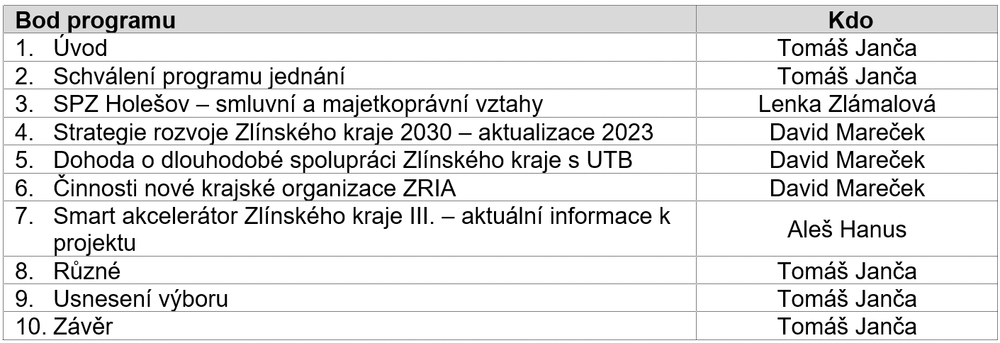 Bod programu Kdo
1. Úvod Tomáš Janča
2. Schválení programu jednání Tomáš Janča
3. SPZ Holešov – smluvní a majetkoprávní vztahy Lenka Zlámalová
4. Strategie rozvoje Zlínského kraje 2030 – aktualizace 2023 David Mareček
5. Dohoda o dlouhodobé spolupráci Zlínského kraje s UTB David Mareček
6. Činnosti nové krajské organizace ZRIA David Mareček
7. Smart akcelerátor Zlínského kraje III. – aktuální informace k
projektu Aleš Hanus
8. Různé Tomáš Janča
9. Usnesení výboru Tomáš Janča
10. Závěr Tomáš Janča